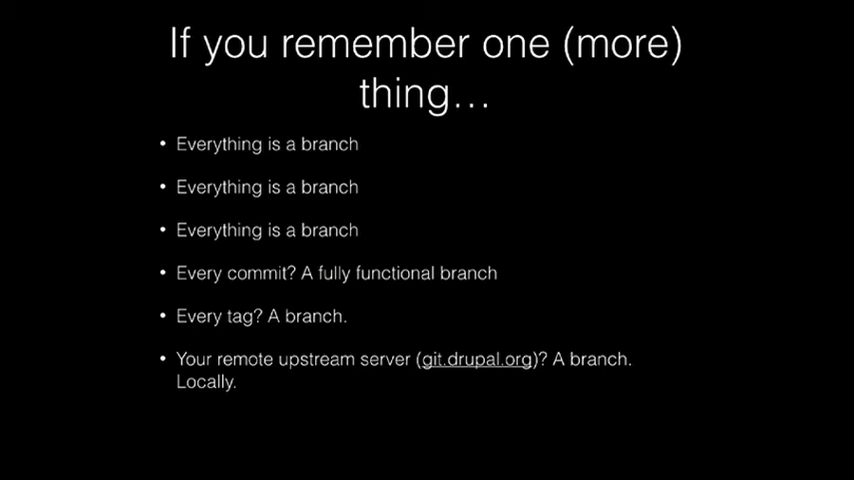 If you remember one (more)
thing…
• Everything is a branch
• Everything is a branch
• Everything is a branch
• Every commit? A fully functional branch
• Every tag? A branch.
• Your remote upstream server (git.drupal.org)? A branch.
Locally.